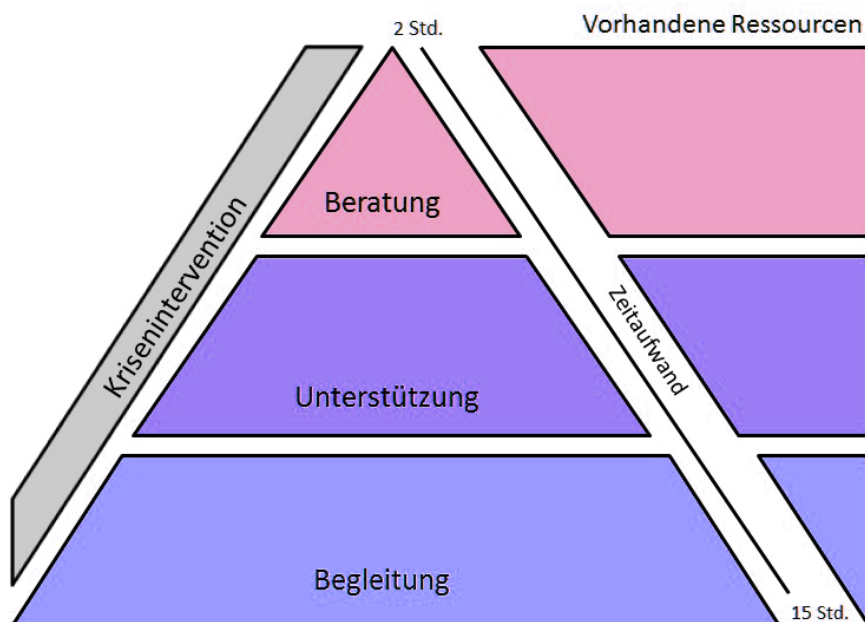 2 Std.
Vorhandene Ressourcen
Beratung
Krisenintervention
Zeitaufwand
Unterstützung
Begleitung
15 Std.